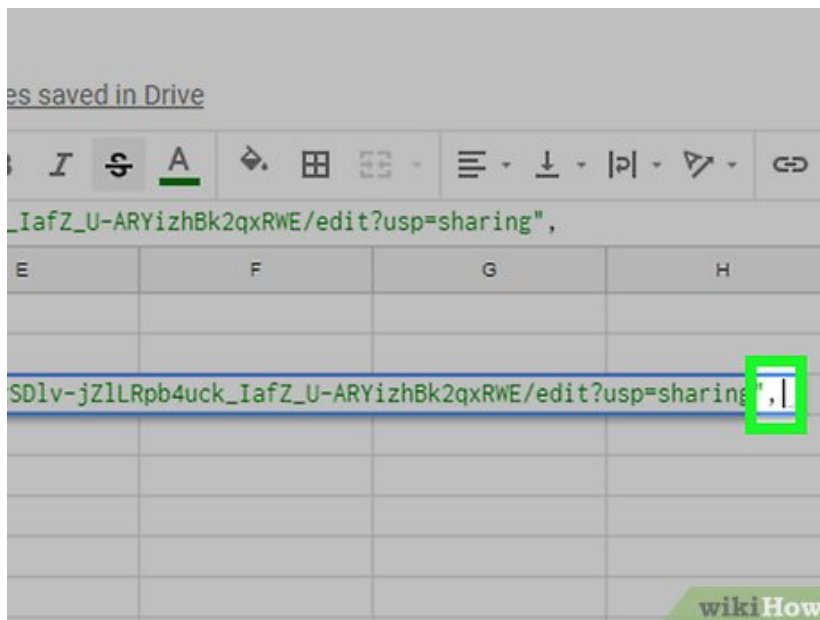 es saved in Drive
I S A
_IafZ_U-ARYizhBk2qxRWE/edit?usp=sharing",
E F G H
SDlv-jZlLRpb4uck_IafZ_U-ARYizhBk2qxRWE/edit?usp=sharing",
wikiHow